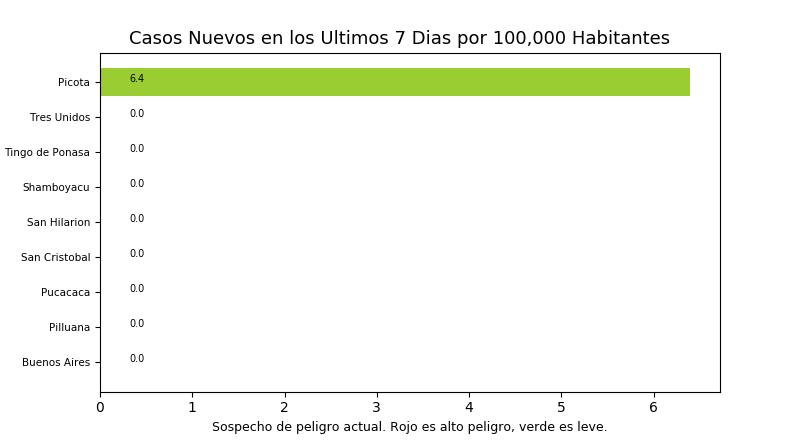 Casos Nuevos en los Ultimos 7 Dias por 100,000 Habitantes
Picota 6.4
Tres Unidos 0.0
Tingo de Ponasa 0.0
Shamboyacu 0.0
San Hilarion 0.0
San Cristobal 0.0
Pucacaca 0.0
Pilluana 0.0
Buenos Aires 0.0
0 1 2 3 4 5 6
Sospecho de peligro actual. Rojo es alto peligro, verde es leve.